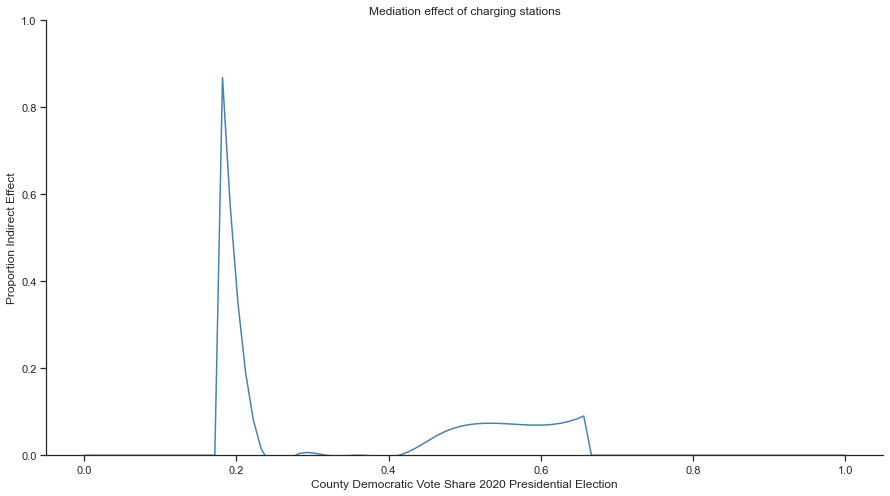 Mediation effect of charging stations
1.0
0.8
0.6
0.4
0.2
0.0
Proportion Indirect Effect
0.0 0.2 0.4 0.6 0.8 1.0
County Democratic Vote Share 2020 Presidential Election